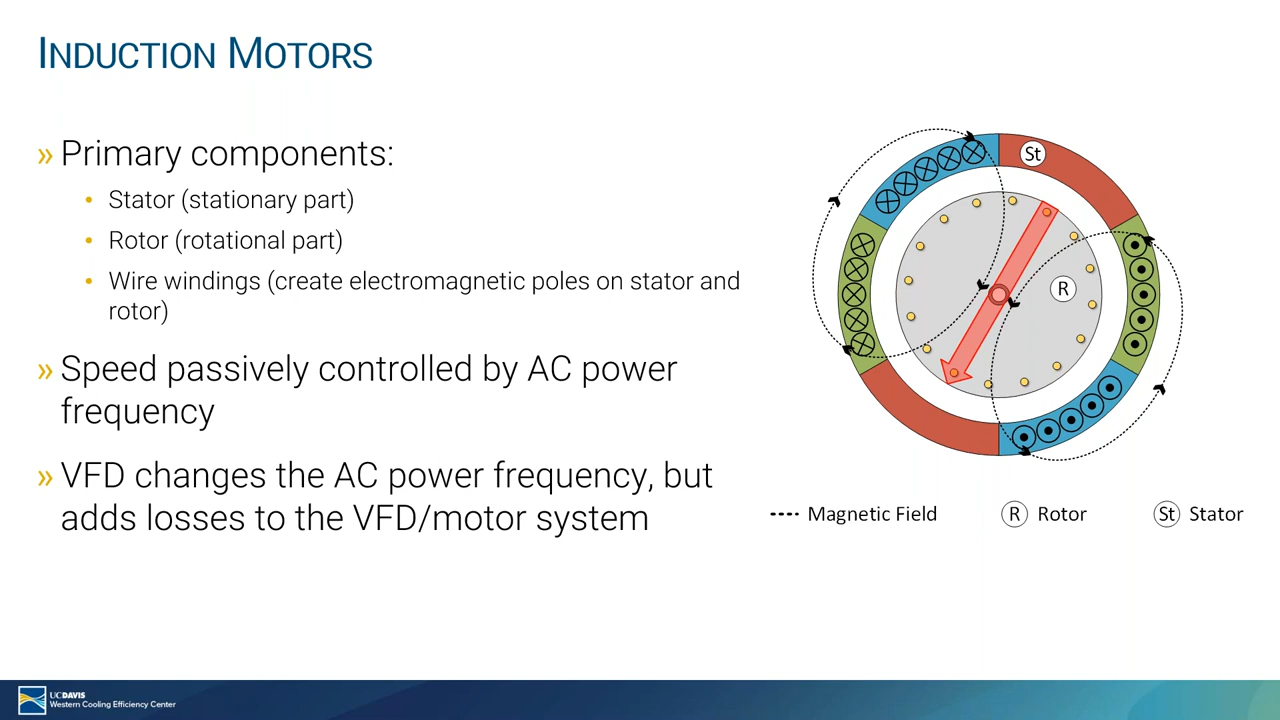 INDUCTION MOTORS
» Primary components:
• Stator (stationary part)
• Rotor (rotational part)
• Wire windings (create electromagnetic poles on stator and
rotor)
» Speed passively controlled by AC power
frequency
» VFD changes the AC power frequency, but
adds losses to the VFD/motor system
St
R
Magnetic Field
R Rotor
St Stator
UCDAVIS
Western Cooling Efficiency Center